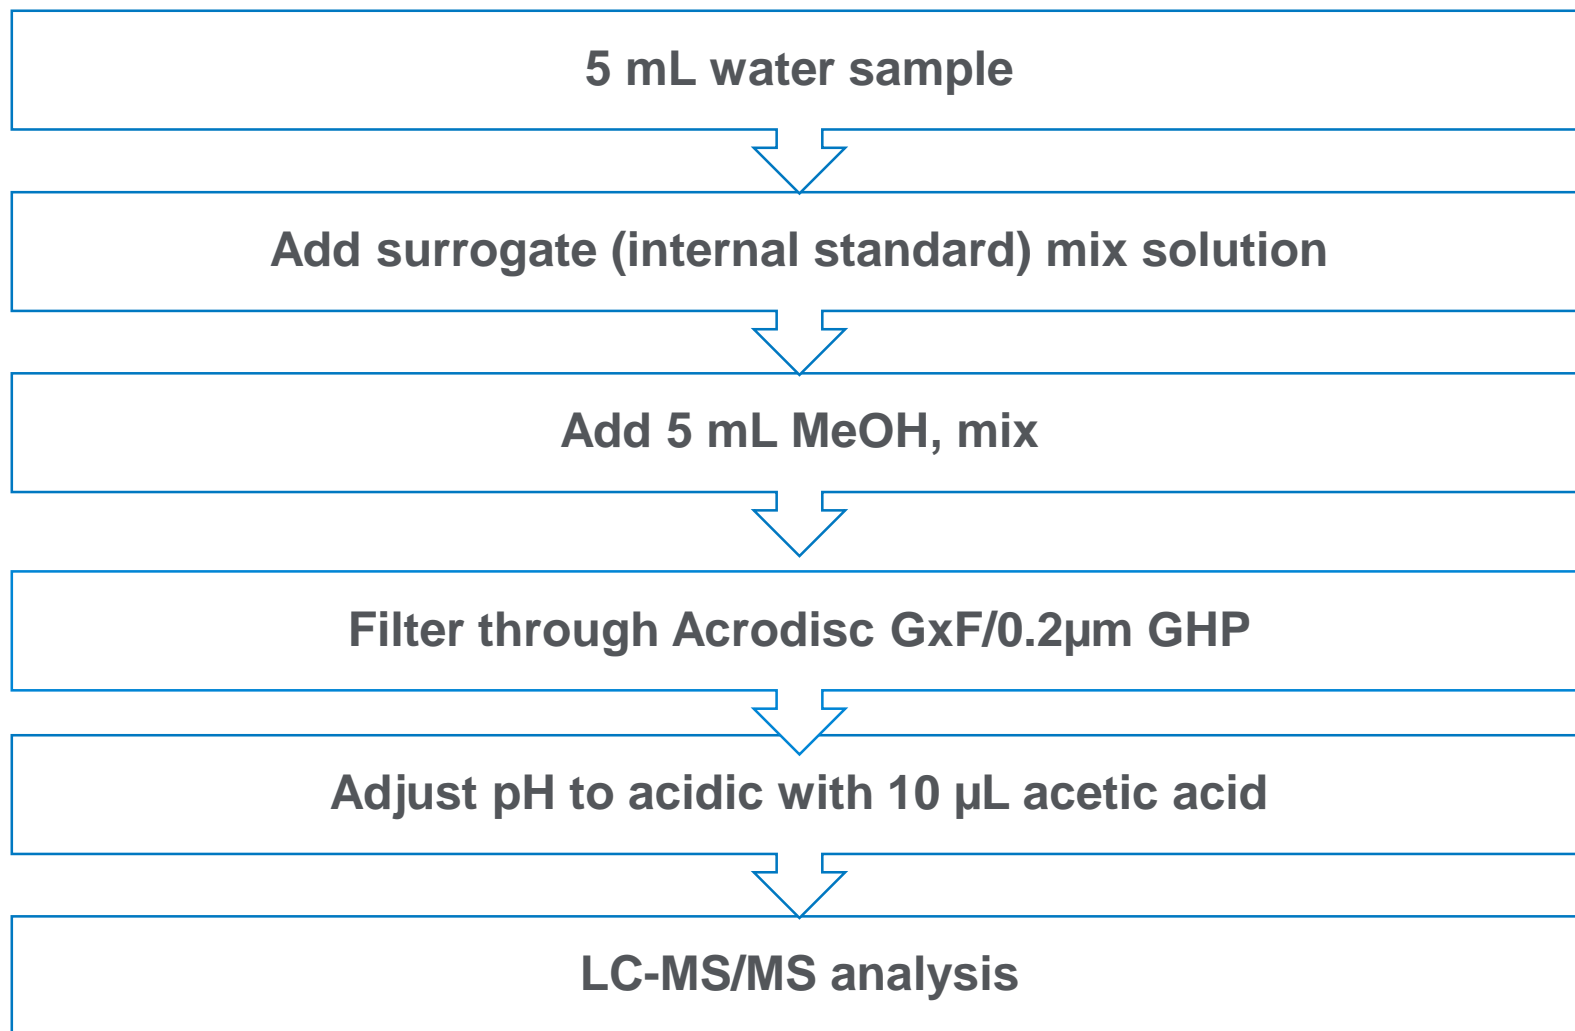 5 mL water sample
Add surrogate (internal standard) mix solution
Add 5 mL MeOH, mix
Filter through Acrodisc GxF/0.2µm GHP
Adjust pH to acidic with 10 µL acetic acid
LC-MS/MS analysis